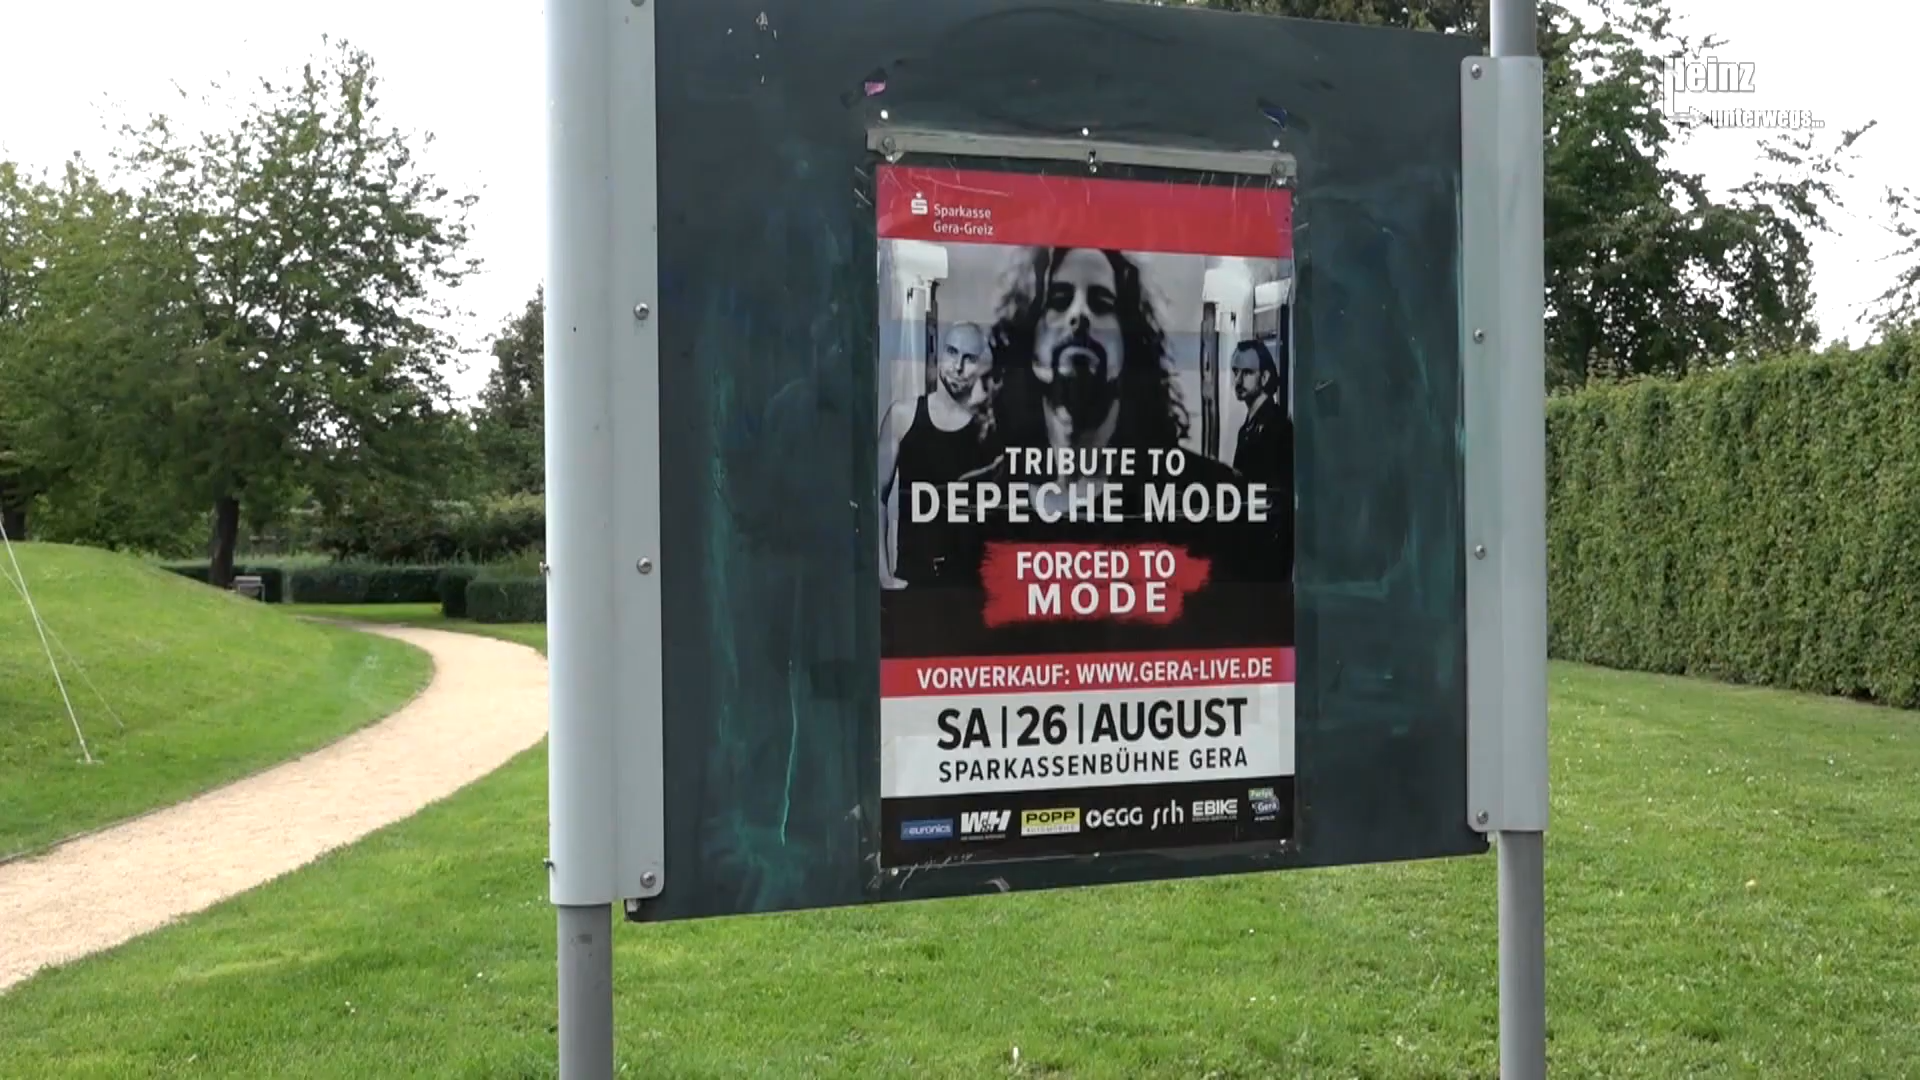 Heinz
unterwegs...
Sparkasse
Gera-Greiz
TRIBUTE TO
DEPECHE MODE
FORCED TO
MODE
VORVERKAUF: WWW.GERA-LIVE.DE
SA | 26 | AUGUST
SPARKASSENBÜHNE GERA
euronics W&H POPP EGG srh EBIKE
Gera